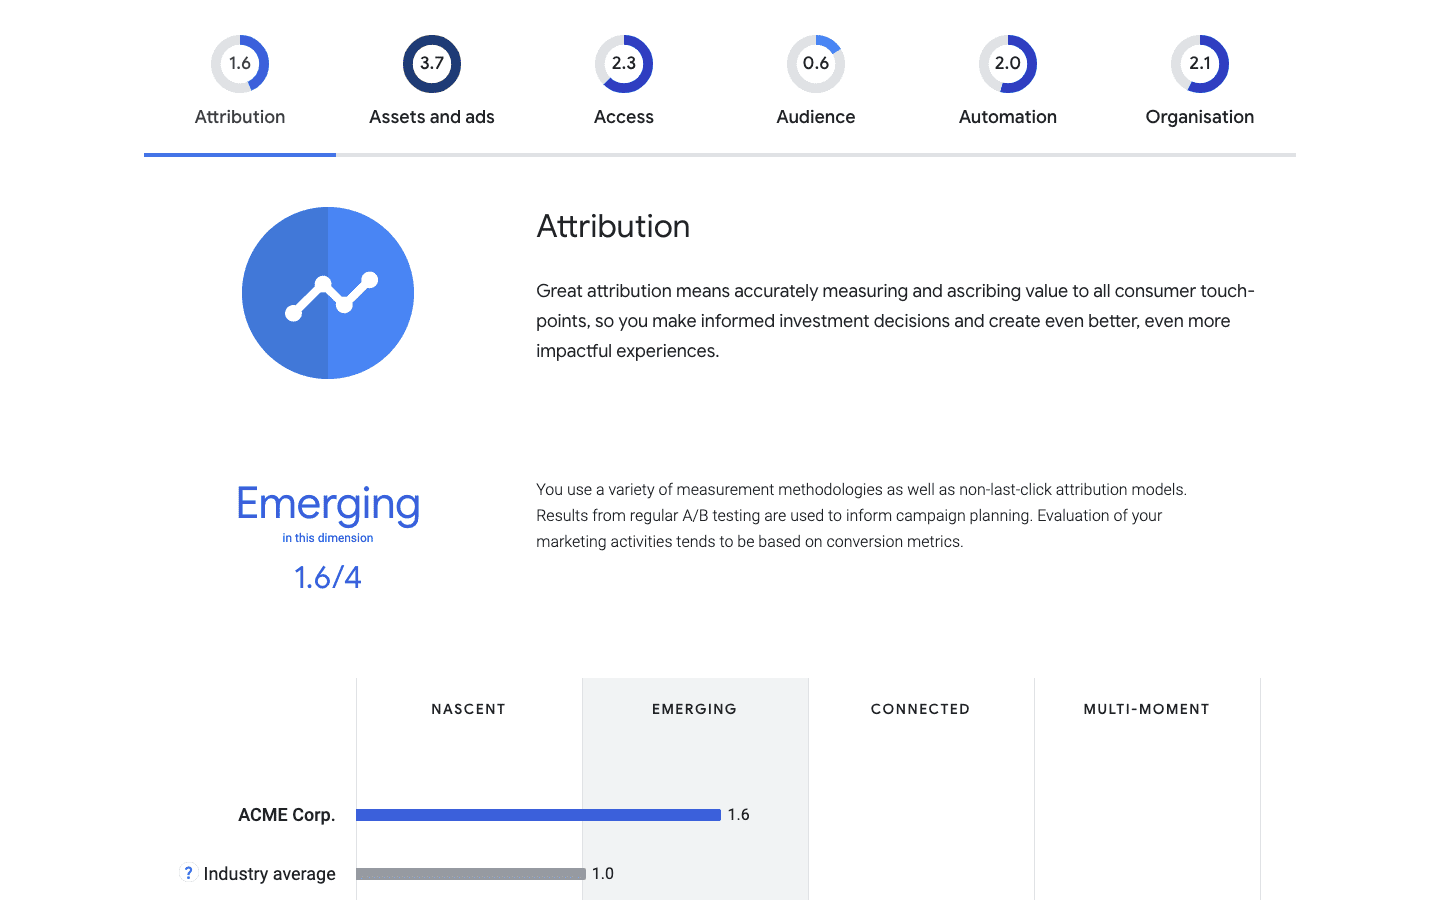 1.6 3.7 2.3 0.6 2.0 2.1
Attribution Assets and ads Access Audience Automation Organisation
Attribution
Great attribution means accurately measuring and ascribing value to all consumer touch-
points, so you make informed investment decisions and create even better, even more
impactful experiences.
Emerging
in this dimension
1.6/4
You use a variety of measurement methodologies as well as non-last-click attribution models.
Results from regular A/B testing are used to inform campaign planning. Evaluation of your
marketing activities tends to be based on conversion metrics.
NASCENT EMERGING CONNECTED MULTI-MOMENT
ACME Corp. 1.6
? Industry average 1.0